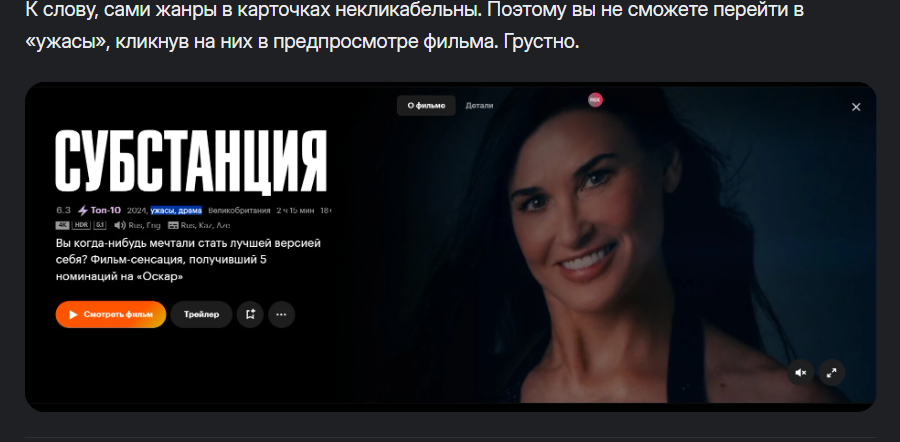 К слову, сами жанры в карточках некликабельны. Поэтому вы не сможете перейти в
«ужасы», кликнув на них в предпросмотре фильма. Грустно.
О фильме Детали
СУБСТАНЦИЯ
6.3 Топ-10 2024, ужасы, драма Великобритания 2 ч 15 мин 18+
4K HDR 5.1 Rus, Eng Rus, Kaz, Aze
Вы когда-нибудь мечтали стать лучшей версией
себя? Фильм-сенсация, получивший 5
номинаций на «Оскар»
Смотреть фильм Трейлер